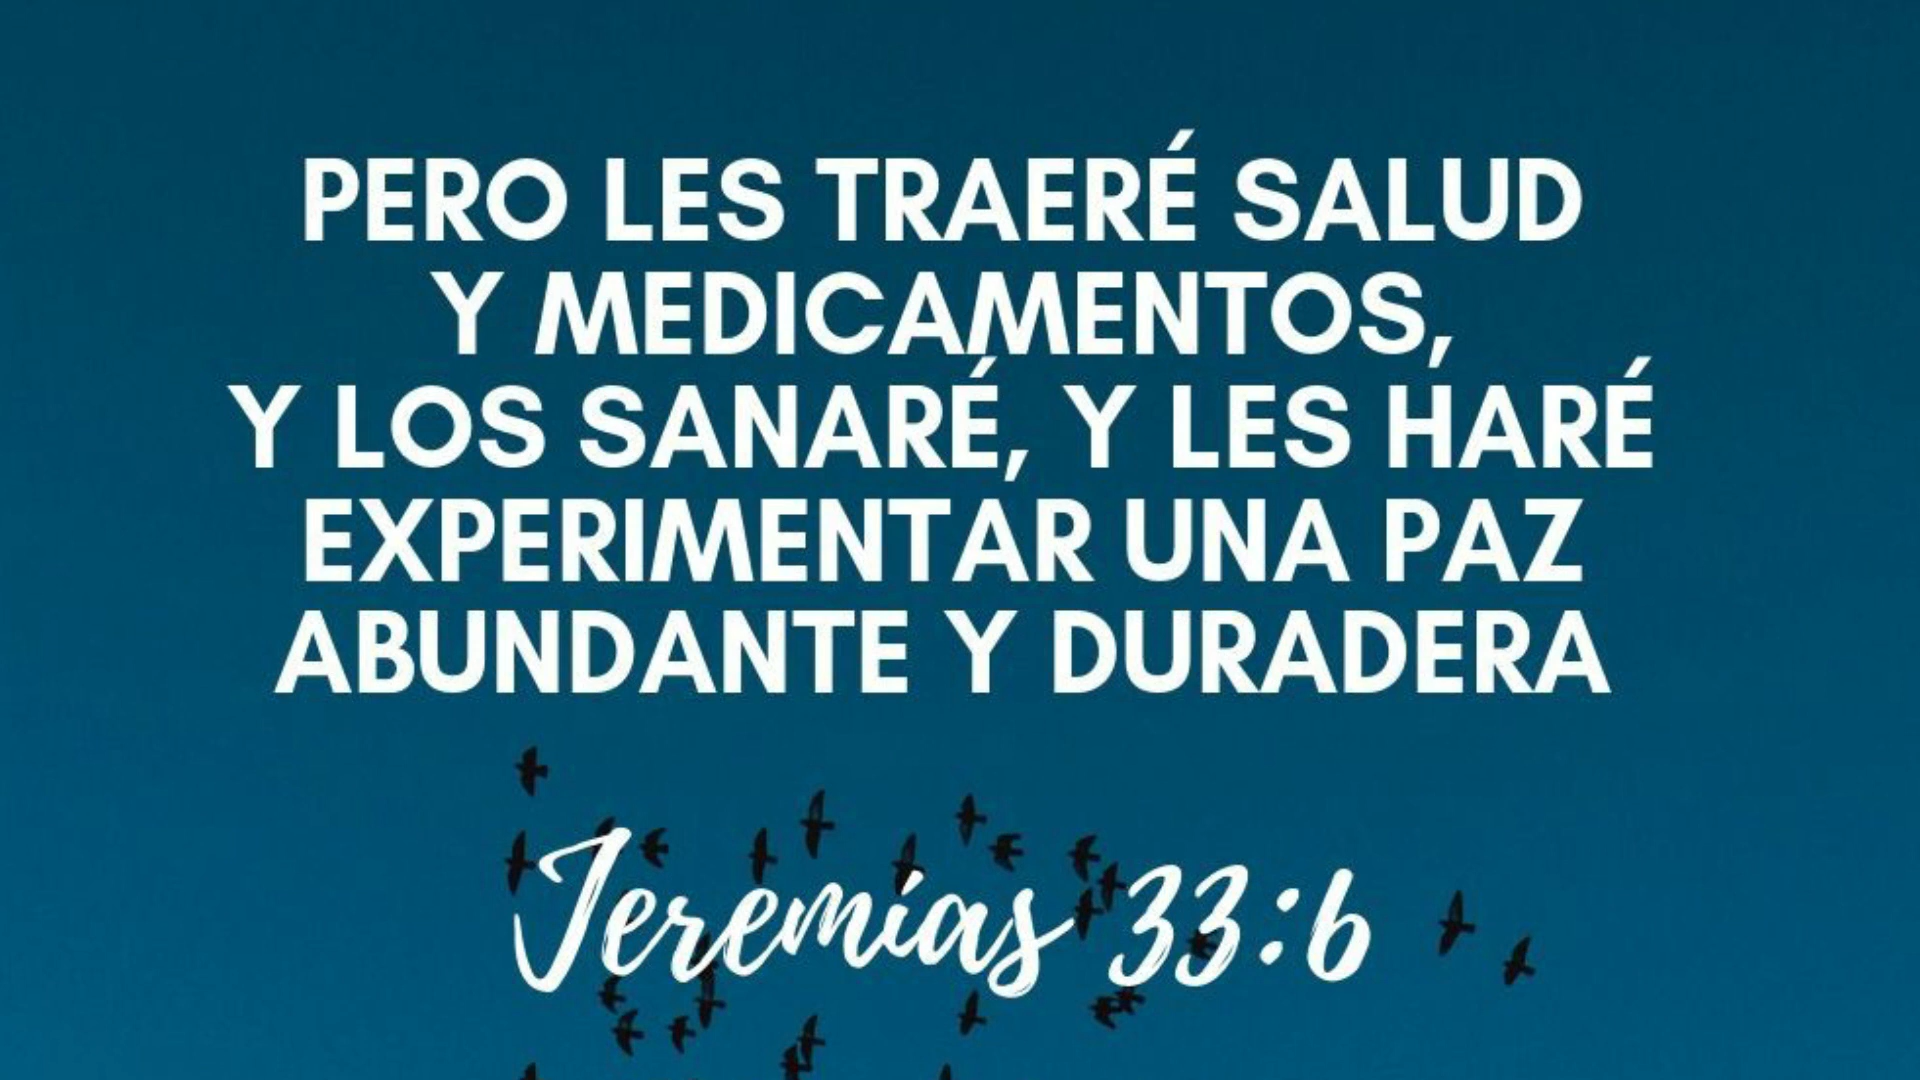 PERO LES TRAERÉ SALUD
Y MEDICAMENTOS,
Y LOS SANARÉ, Y LES HARÉ
EXPERIMENTAR UNA PAZ
ABUNDANTE Y DURADERA
Jeremías 33:6